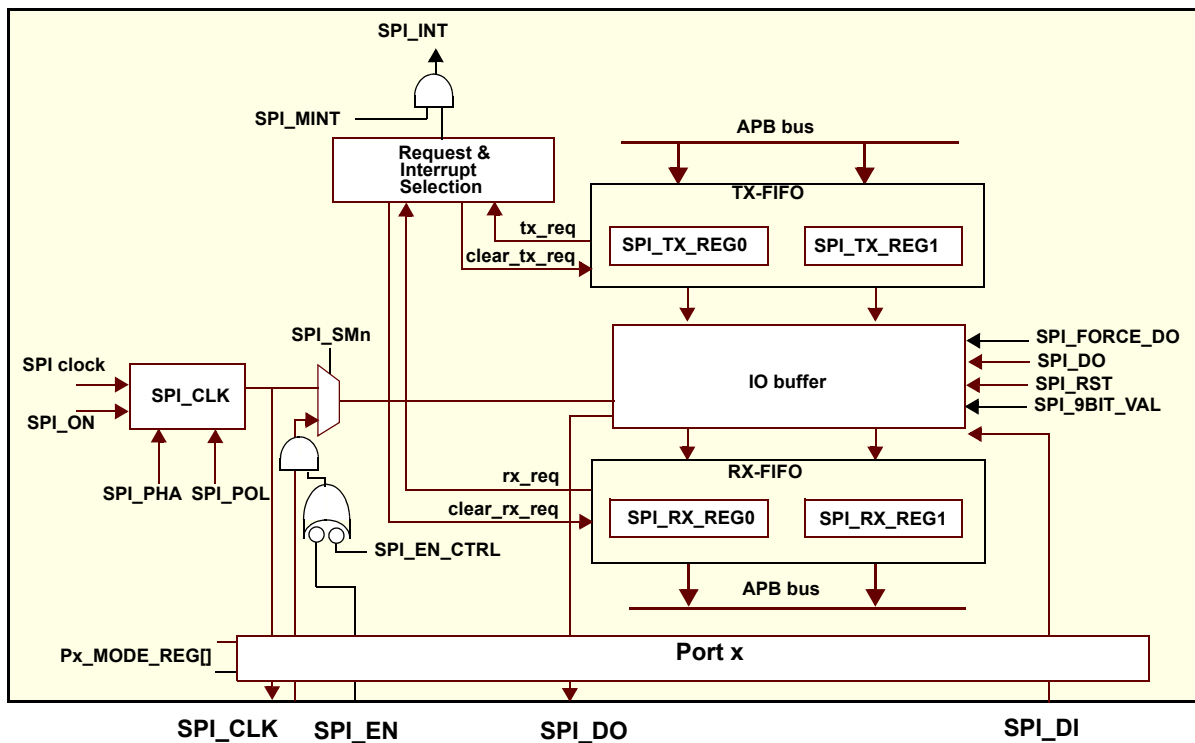 SPI_INT
SPI_MINT
APB bus
Request &
Interrupt
Selection
TX-FIFO
tx_req
SPI_TX_REG0
SPI_TX_REG1
clear_tx_req
SPI_SMn
SPI_FORCE_DO
SPI clock
SPI_DO
IO buffer
SPI_RST
SPI_CLK
SPI_9BIT_VAL
SPI_ON
RX-FIFO
rx_req
SPI_PHA
SPI_POL
clear_rx_req
SPI_RX_REG0
SPI_RX_REG1
SPI_EN_CTRL
APB bus
Px_MODE_REG[]
Port x
SPI_CLK
SPI_EN
SPI_DO
SPI_DI